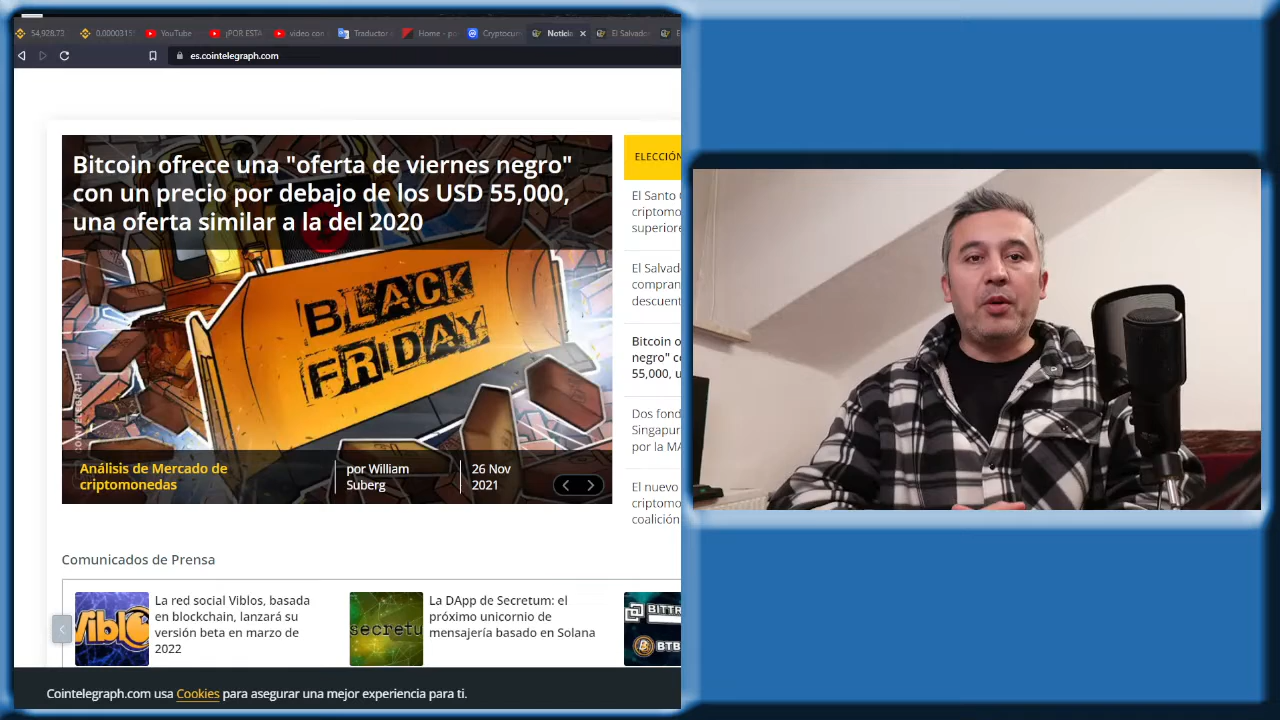 54,928.73
YouTube
¡POR ESTA
video con
Traductor
Home - po
Cryptocur
Noticia
El Salvador
es.cointelegraph.com
Bitcoin ofrece una "oferta de viernes negro"
con un precio por debajo de los USD 55,000,
una oferta similar a la del 2020
BLACK
FRIDAY
COINTELEGRAPH
Análisis de Mercado de
criptomonedas
por William
Suberg
26 Nov
2021
ELECCIÓN
El Santo
criptomo
superiore
El Salvado
compran
descuent
Bitcoin o
negro" c
55,000, u
Dos fond
Singapur
por la MA
El nuevo
criptomo
coalición
Comunicados de Prensa
Viblo
La red social Viblos, basada
en blockchain, lanzará su
versión beta en marzo de
2022
secretu
La DApp de Secretum: el
próximo unicornio de
mensajería basado en Solana
BITTR
BTB
Cointelegraph.com usa Cookies para asegurar una mejor experiencia para ti.